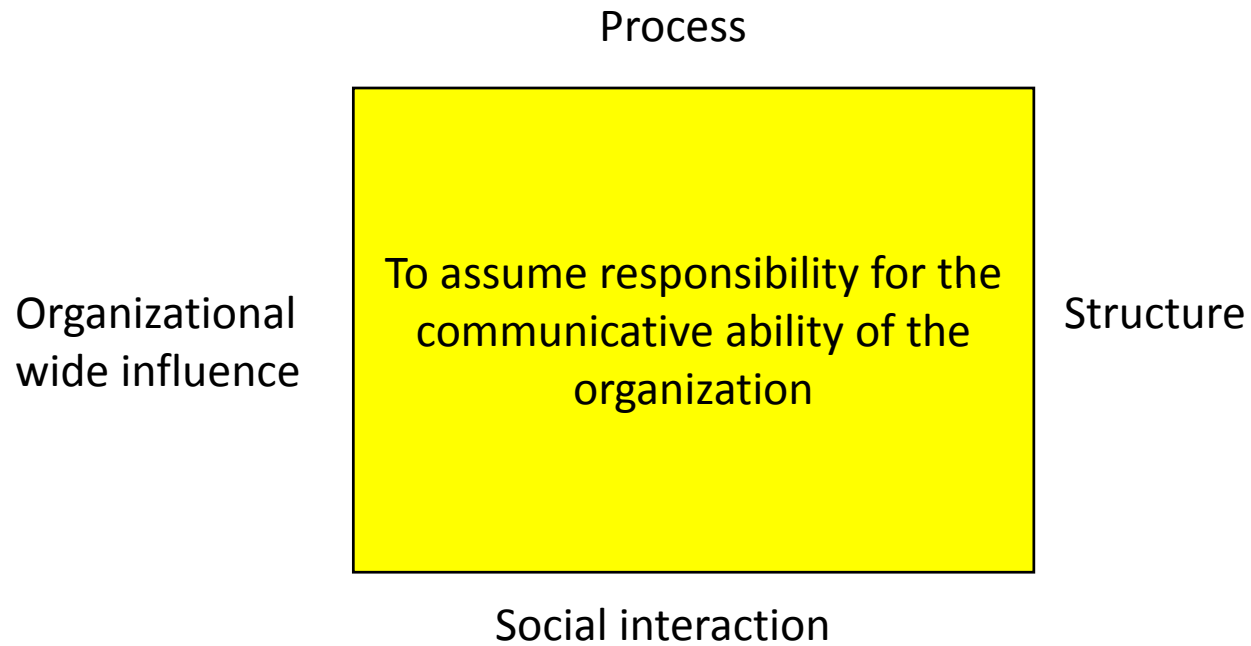 Process
To assume responsibility for the
communicative ability of the
organization
Organizational
wide influence
Structure
Social interaction